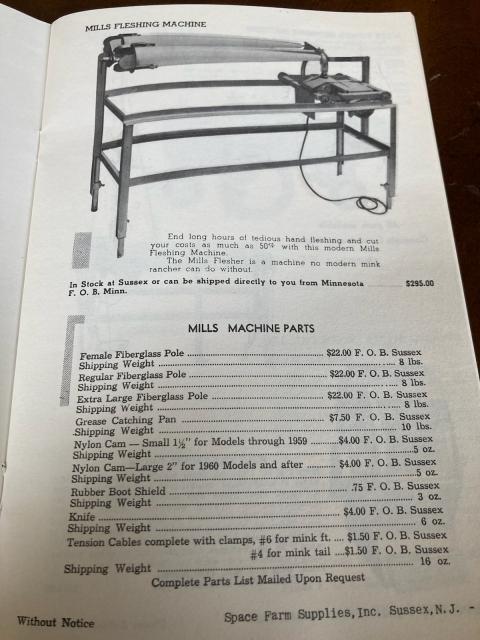 MILLS FLESHING MACHINE
End long hours of tedious hand fleshing and cut
your costs as much as 50% with this modern Mills
Fleshing Machine.
The Mills Flesher is a machine no modern mink
rancher can do without.
In Stock at Sussex or can be shipped directly to you from Minnesota
F. O. B. Minn. $295.00
MILLS MACHINE PARTS
Female Fiberglass Pole ........ $22.00 F. O. B. Sussex
Shipping Weight ........ 8 lbs.
Regular Fiberglass Pole ........ $22.00 F. O. B. Sussex
Shipping Weight ........ 8 lbs.
Extra Large Fiberglass Pole ........ $22.00 F. O. B. Sussex
Shipping Weight ........ 8 lbs.
Grease Catching Pan ........ $7.50 F. O. B. Sussex
Shipping Weight ........ 10 lbs.
Nylon Cam — Small 1½" for Models through 1959 ........ $4.00 F. O. B. Sussex
Shipping Weight ........ 5 oz.
Nylon Cam—Large 2" for 1960 Models and after ........ $4.00 F. O. B. Sussex
Shipping Weight ........ 5 oz.
Rubber Boot Shield ........ .75 F. O. B. Sussex
Shipping Weight ........ 3 oz.
Knife ........ $4.00 F. O. B. Sussex
Shipping Weight ........ 6 oz.
Tension Cables complete with clamps, #6 for mink ft. .... $1.50 F. O. B. Sussex
#4 for mink tail ....$1.50 F. O. B. Sussex
Shipping Weight ........ 16 oz.
Complete Parts List Mailed Upon Request
Without Notice Space Farm Supplies, Inc. Sussex, N. J. -